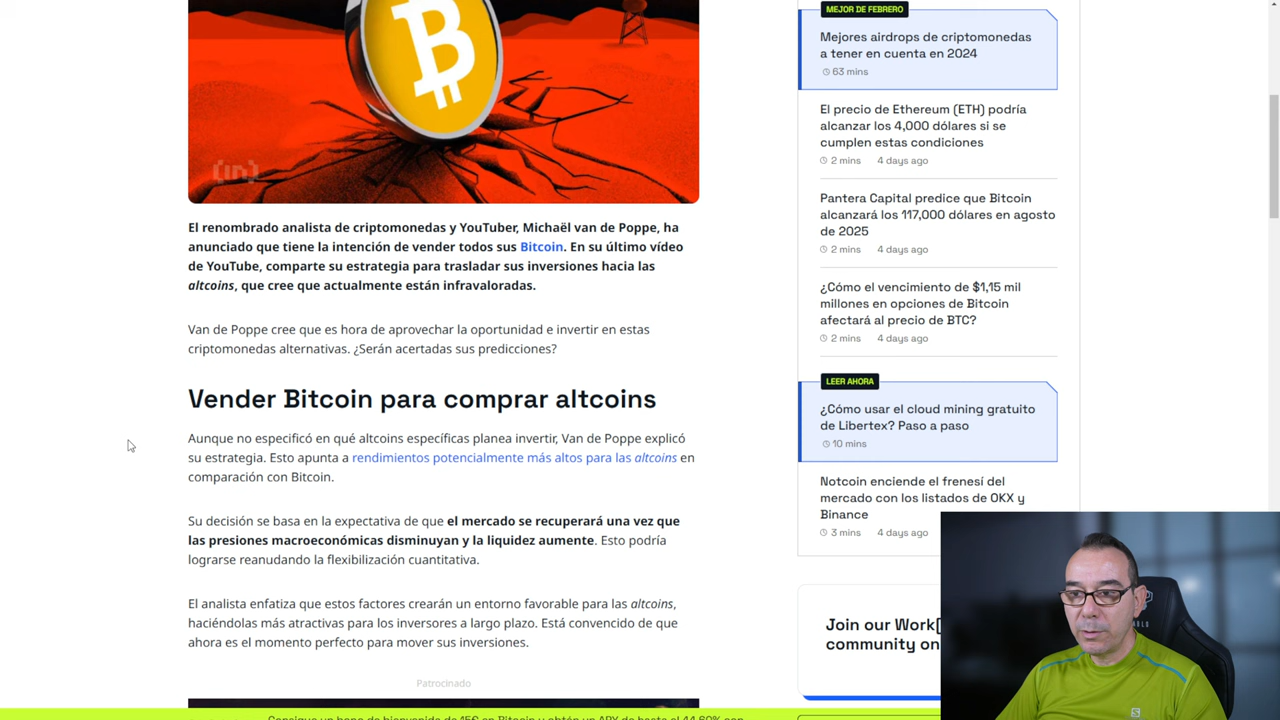 B
(in)
El renombrado analista de criptomonedas y YouTuber, Michaël van de Poppe, ha
anunciado que tiene la intención de vender todos sus Bitcoin. En su último vídeo
de YouTube, comparte su estrategia para trasladar sus inversiones hacia las
altcoins, que cree que actualmente están infravaloradas.
Van de Poppe cree que es hora de aprovechar la oportunidad e invertir en estas
criptomonedas alternativas. ¿Serán acertadas sus predicciones?
Vender Bitcoin para comprar altcoins
Aunque no especificó en qué altcoins específicas planea invertir, Van de Poppe explicó
su estrategia. Esto apunta a rendimientos potencialmente más altos para las altcoins en
comparación con Bitcoin.
Su decisión se basa en la expectativa de que el mercado se recuperará una vez que
las presiones macroeconómicas disminuyan y la liquidez aumente. Esto podría
lograrse reanudando la flexibilización cuantitativa.
El analista enfatiza que estos factores crearán un entorno favorable para las altcoins,
haciéndolas más atractivas para los inversores a largo plazo. Está convencido de que
ahora es el momento perfecto para mover sus inversiones.
Patrocinado
MEJOR DE FEBRERO
Mejores airdrops de criptomonedas
a tener en cuenta en 2024
63 mins
El precio de Ethereum (ETH) podría
alcanzar los 4,000 dólares si se
cumplen estas condiciones
2 mins 4 days ago
Pantera Capital predice que Bitcoin
alcanzará los 117,000 dólares en agosto
de 2025
2 mins 4 days ago
¿Cómo el vencimiento de $1,15 mil
millones en opciones de Bitcoin
afectará al precio de BTC?
2 mins 4 days ago
LEER AHORA
¿Cómo usar el cloud mining gratuito
de Libertex? Paso a paso
10 mins
Notcoin enciende el frenesí del
mercado con los listados de OKX y
Binance
3 mins 4 days ago
Join our Work[
community on